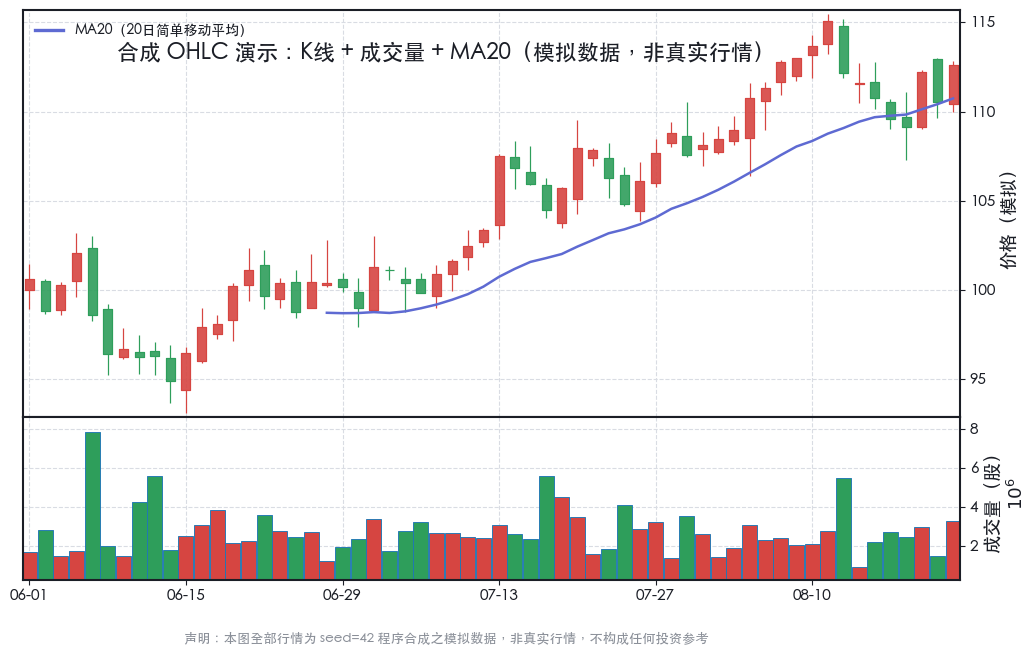 MA20（20日简单移动平均）
合成 OHLC 演示：K线 + 成交量 + MA20（模拟数据，非真实行情）
115
110
105
100
95
价格（模拟）
8
6
4
2
成交量（股）
10⁶
06-01 06-15 06-29 07-13 07-27 08-10
声明：本图全部行情为 seed=42 程序合成之模拟数据，非真实行情，不构成任何投资参考